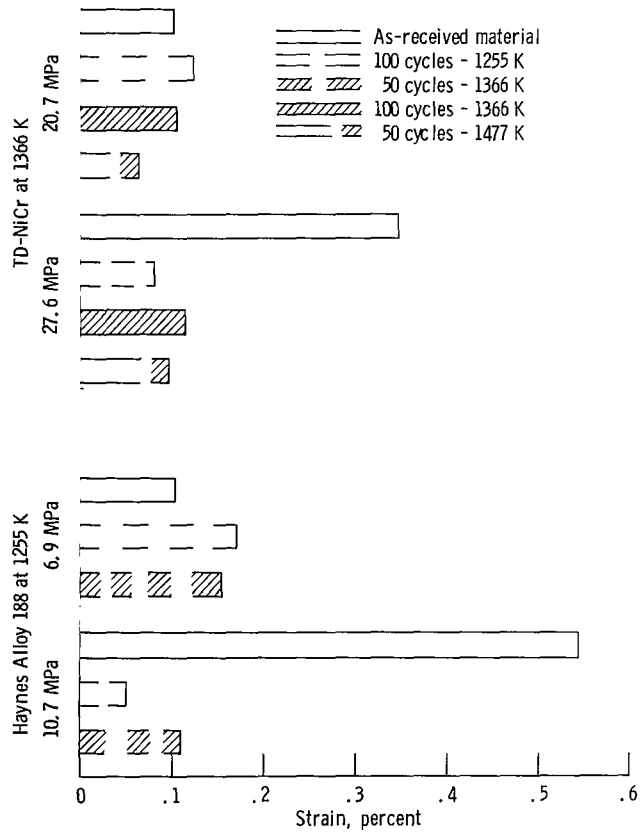 As-received material
100 cycles - 1255 K
50 cycles - 1366 K
100 cycles - 1366 K
50 cycles - 1477 K
TD-NiCr at 1366 K
20.7 MPa
27.6 MPa
Haynes Alloy 188 at 1255 K
6.9 MPa
10.7 MPa
0 .1 .2 .3 .4 .5 .6
Strain, percent